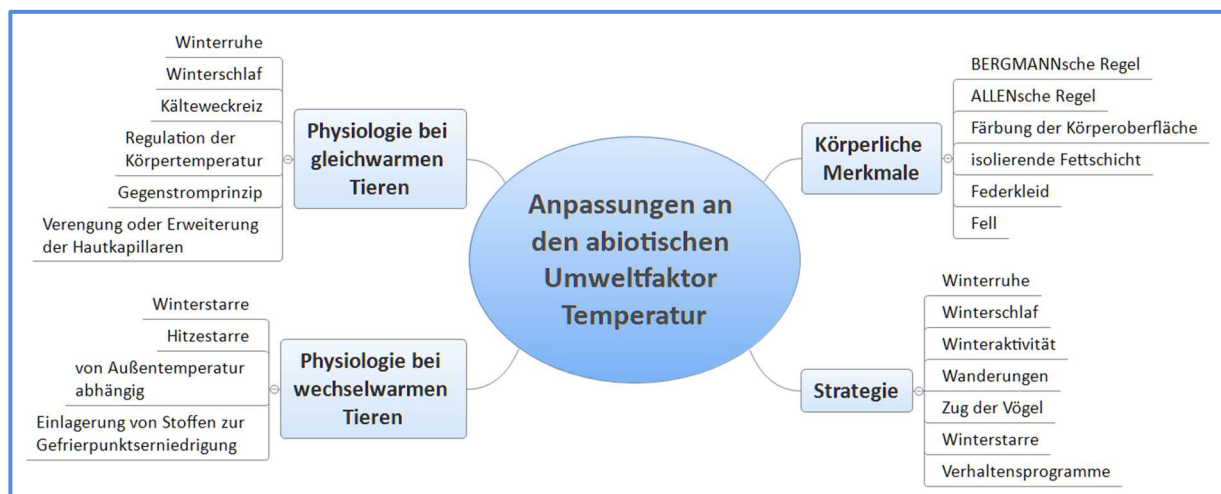 Anpassungen an
den abiotischen
Umweltfaktor
Temperatur
Physiologie bei
gleichwarmen
Tieren
Winterruhe
Winterschlaf
Kälteweckreiz
Regulation der
Körpertemperatur
Gegenstromprinzip
Verengung oder Erweiterung
der Hautkapillaren
Physiologie bei
wechselwarmen
Tieren
Winterstarre
Hitzestarre
von Außentemperatur
abhängig
Einlagerung von Stoffen zur
Gefrierpunktserniedrigung
Körperliche
Merkmale
BERGMANNsche Regel
ALLENsche Regel
Färbung der Körperoberfläche
isolierende Fettschicht
Federkleid
Fell
Strategie
Winterruhe
Winterschlaf
Winteraktivität
Wanderungen
Zug der Vögel
Winterstarre
Verhaltensprogramme